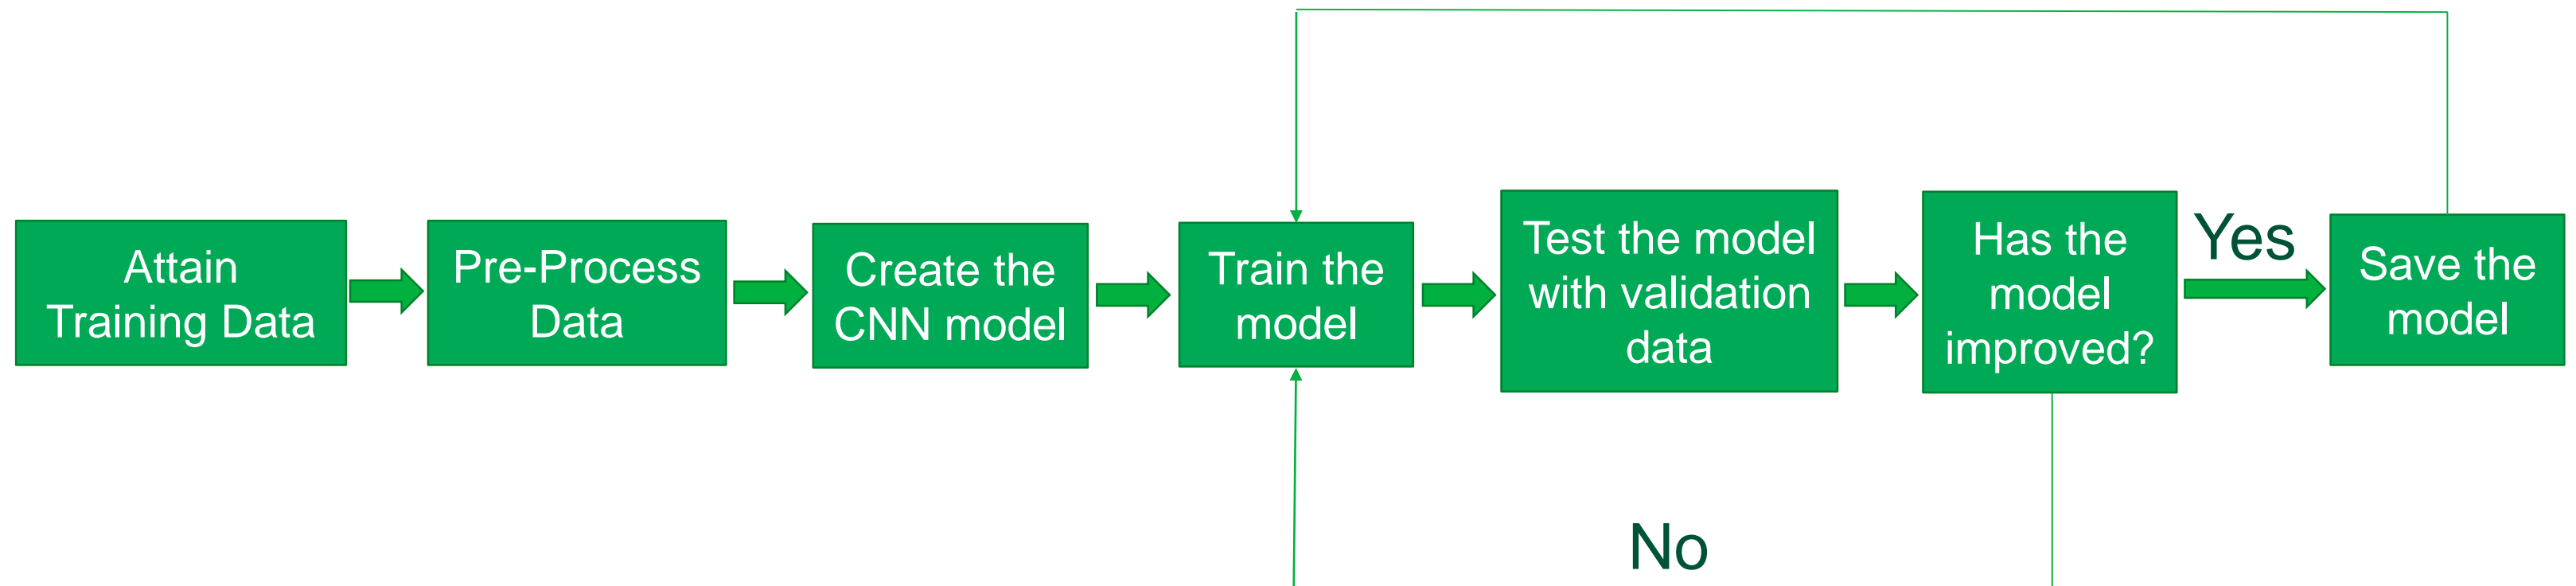 Attain
Training Data
Pre-Process
Data
Create the
CNN model
Train the
model
Test the model
with validation
data
Has the
model
improved?
Yes
Save the
model
No